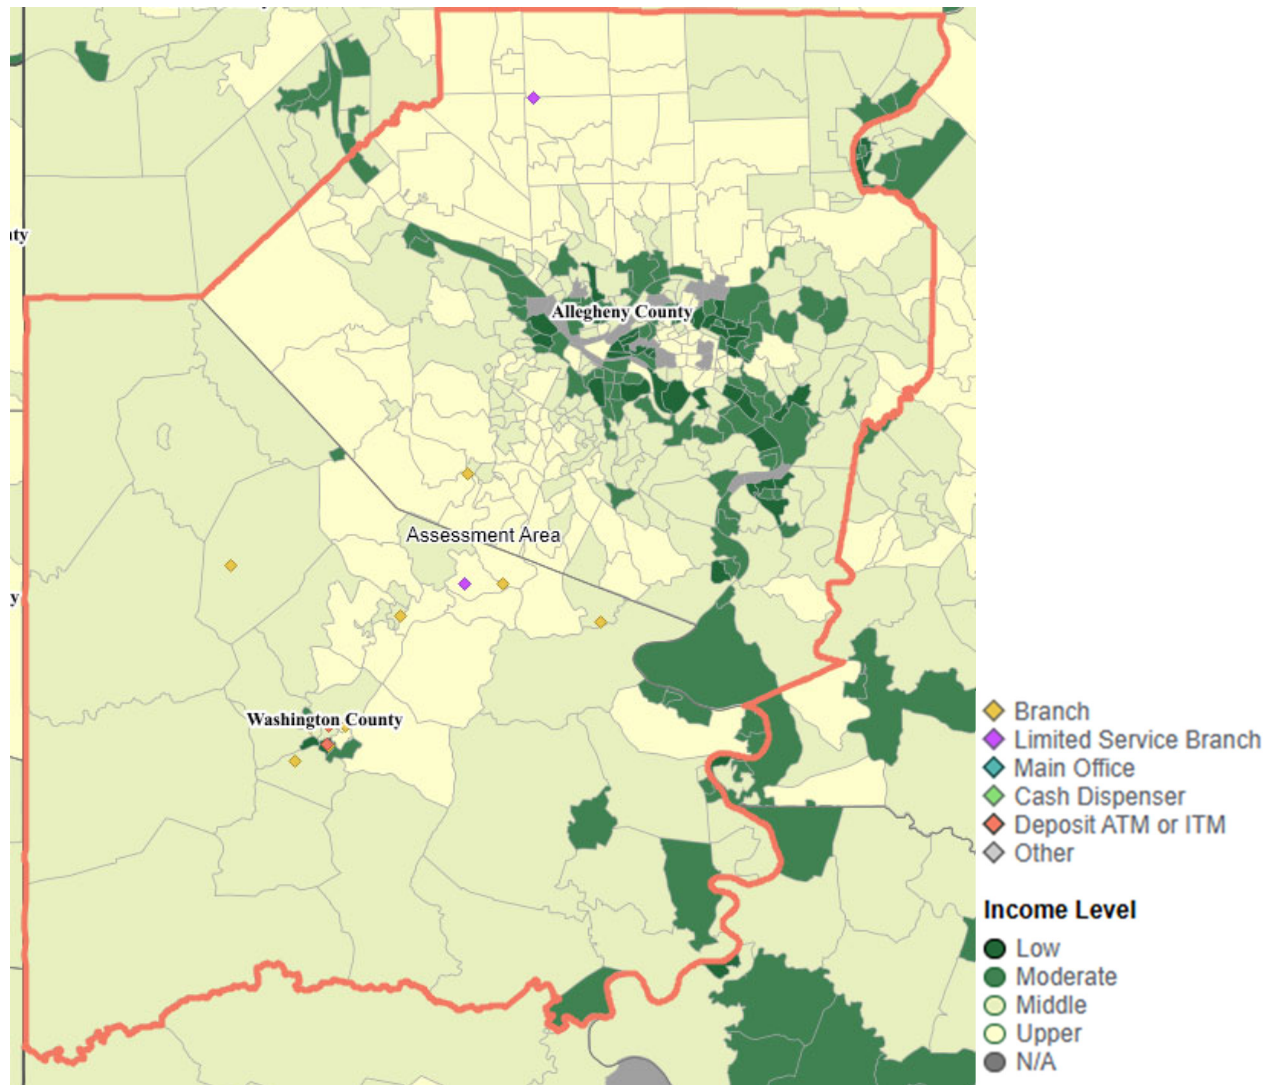 nty
Allegheny County
Assessment Area
y
Washington County
Branch
Limited Service Branch
Main Office
Cash Dispenser
Deposit ATM or ITM
Other
Income Level
Low
Moderate
Middle
Upper
N/A